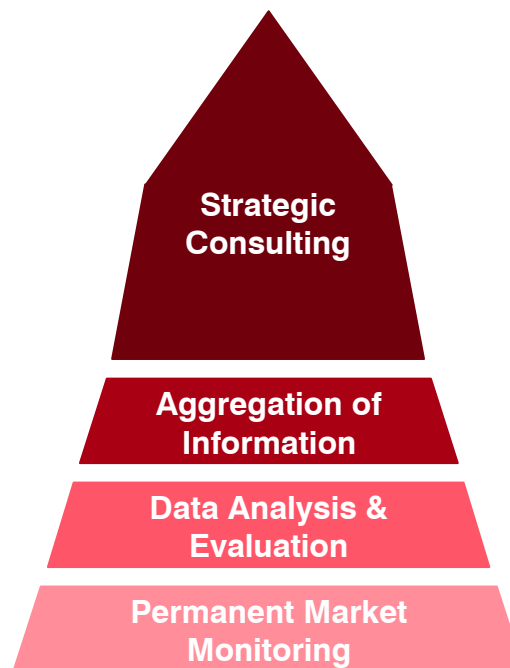 Strategic
Consulting
Aggregation of
Information
Data Analysis &
Evaluation
Permanent Market
Monitoring